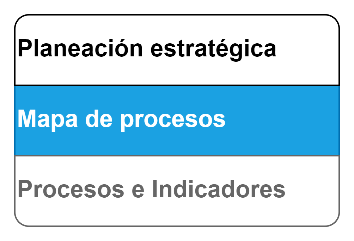 Planeación estratégica
Mapa de procesos
Procesos e Indicadores